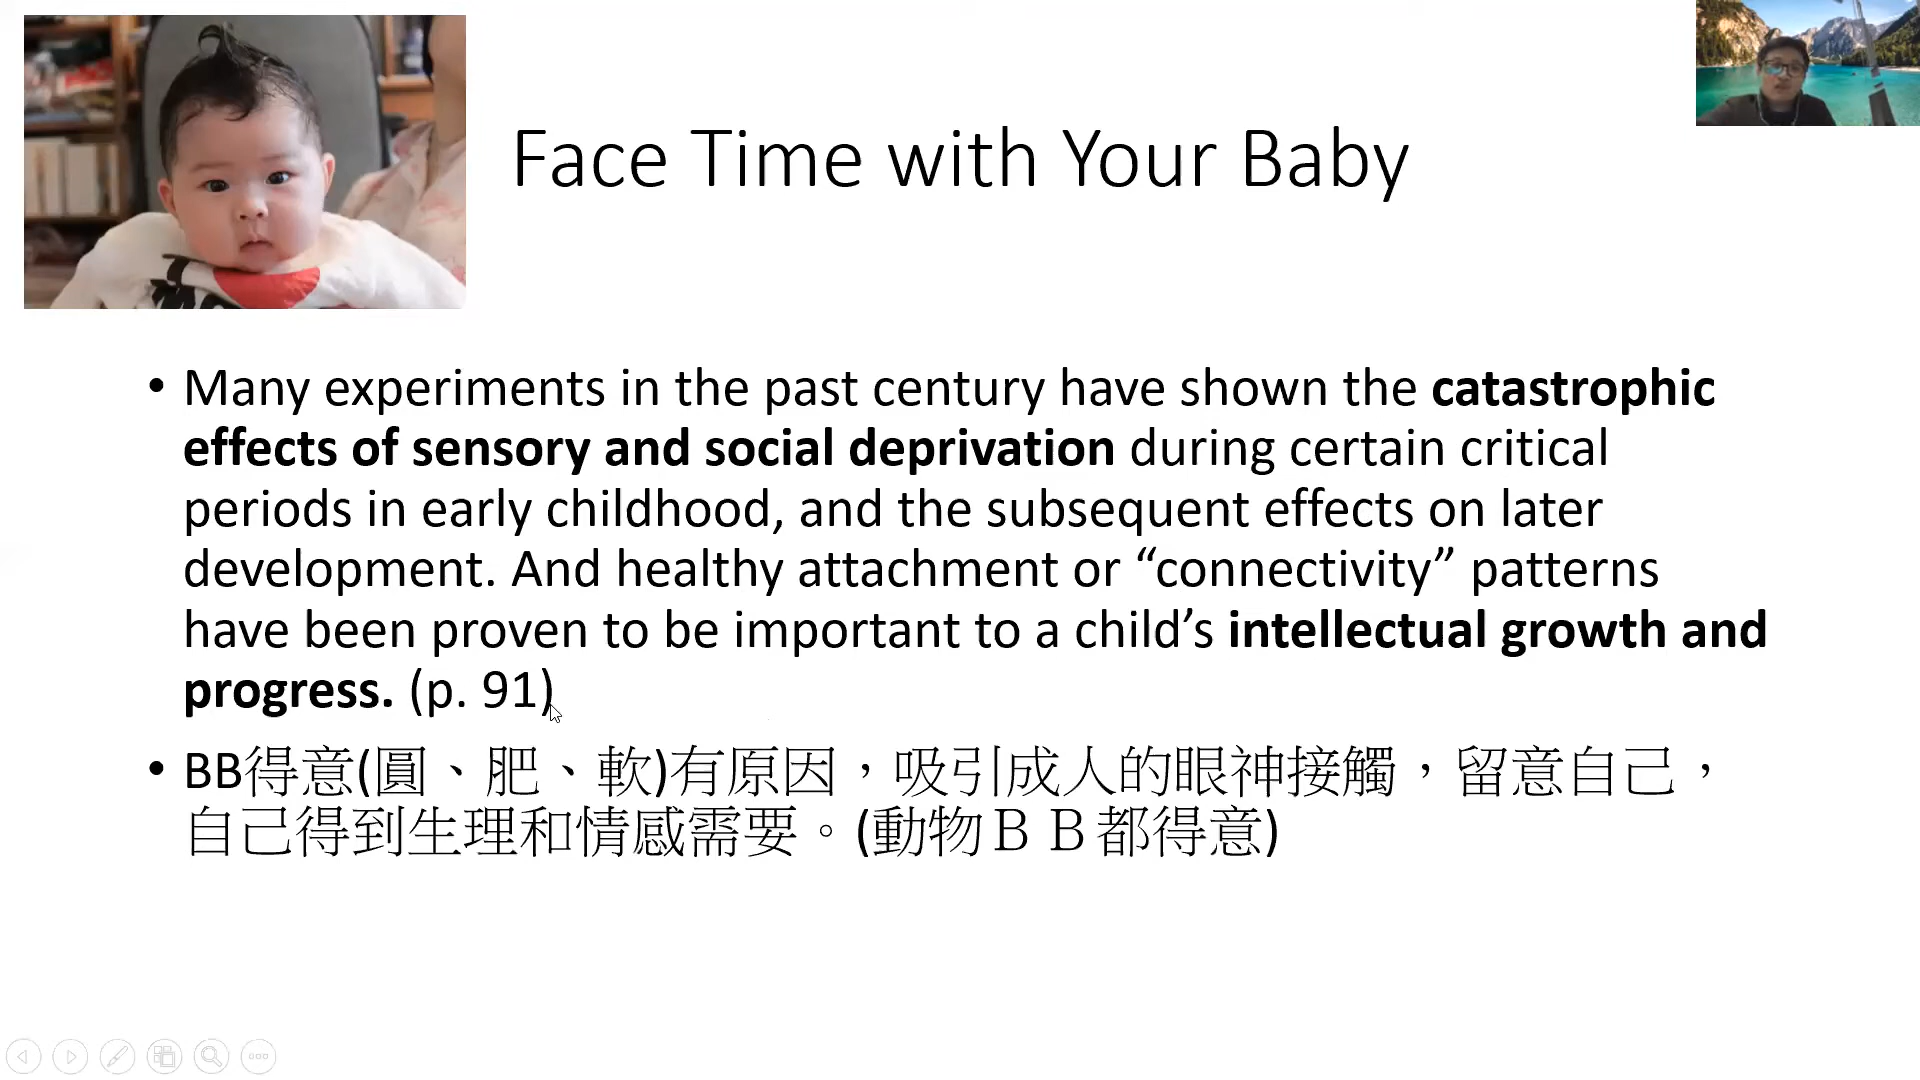 Face Time with Your Baby
• Many experiments in the past century have shown the catastrophic
effects of sensory and social deprivation during certain critical
periods in early childhood, and the subsequent effects on later
development. And healthy attachment or “connectivity” patterns
have been proven to be important to a child’s intellectual growth and
progress. (p. 91)
• BB得意(圓、肥、軟)有原因，吸引成人的眼神接觸，留意自己，
自己得到生理和情感需要。(動物ＢＢ都得意)